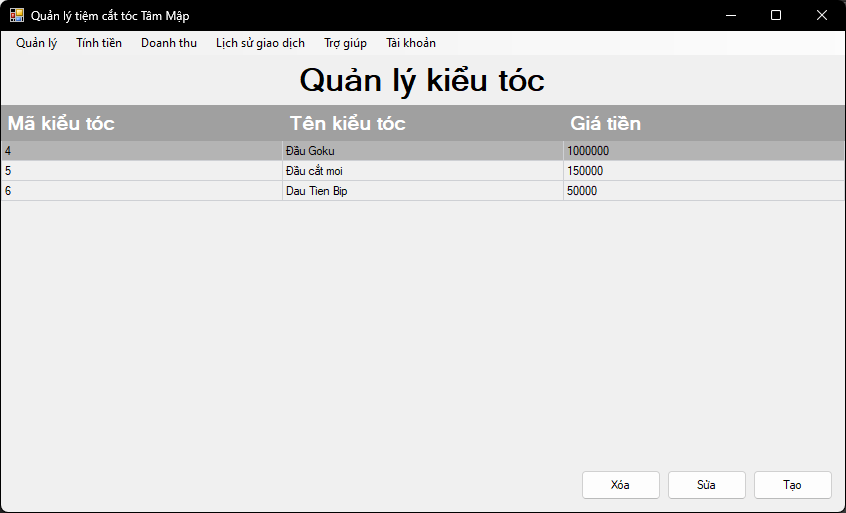 Quản lý tiệm cắt tóc Tâm Mập
Quản lý Tính tiền Doanh thu Lịch sử giao dịch Trợ giúp Tài khoản
Quản lý kiểu tóc
Mã kiểu tóc Tên kiểu tóc Giá tiền
4 Đầu Goku 1000000
5 Đầu cắt moi 150000
6 Dau Tien Bip 50000
Xóa Sửa Tạo